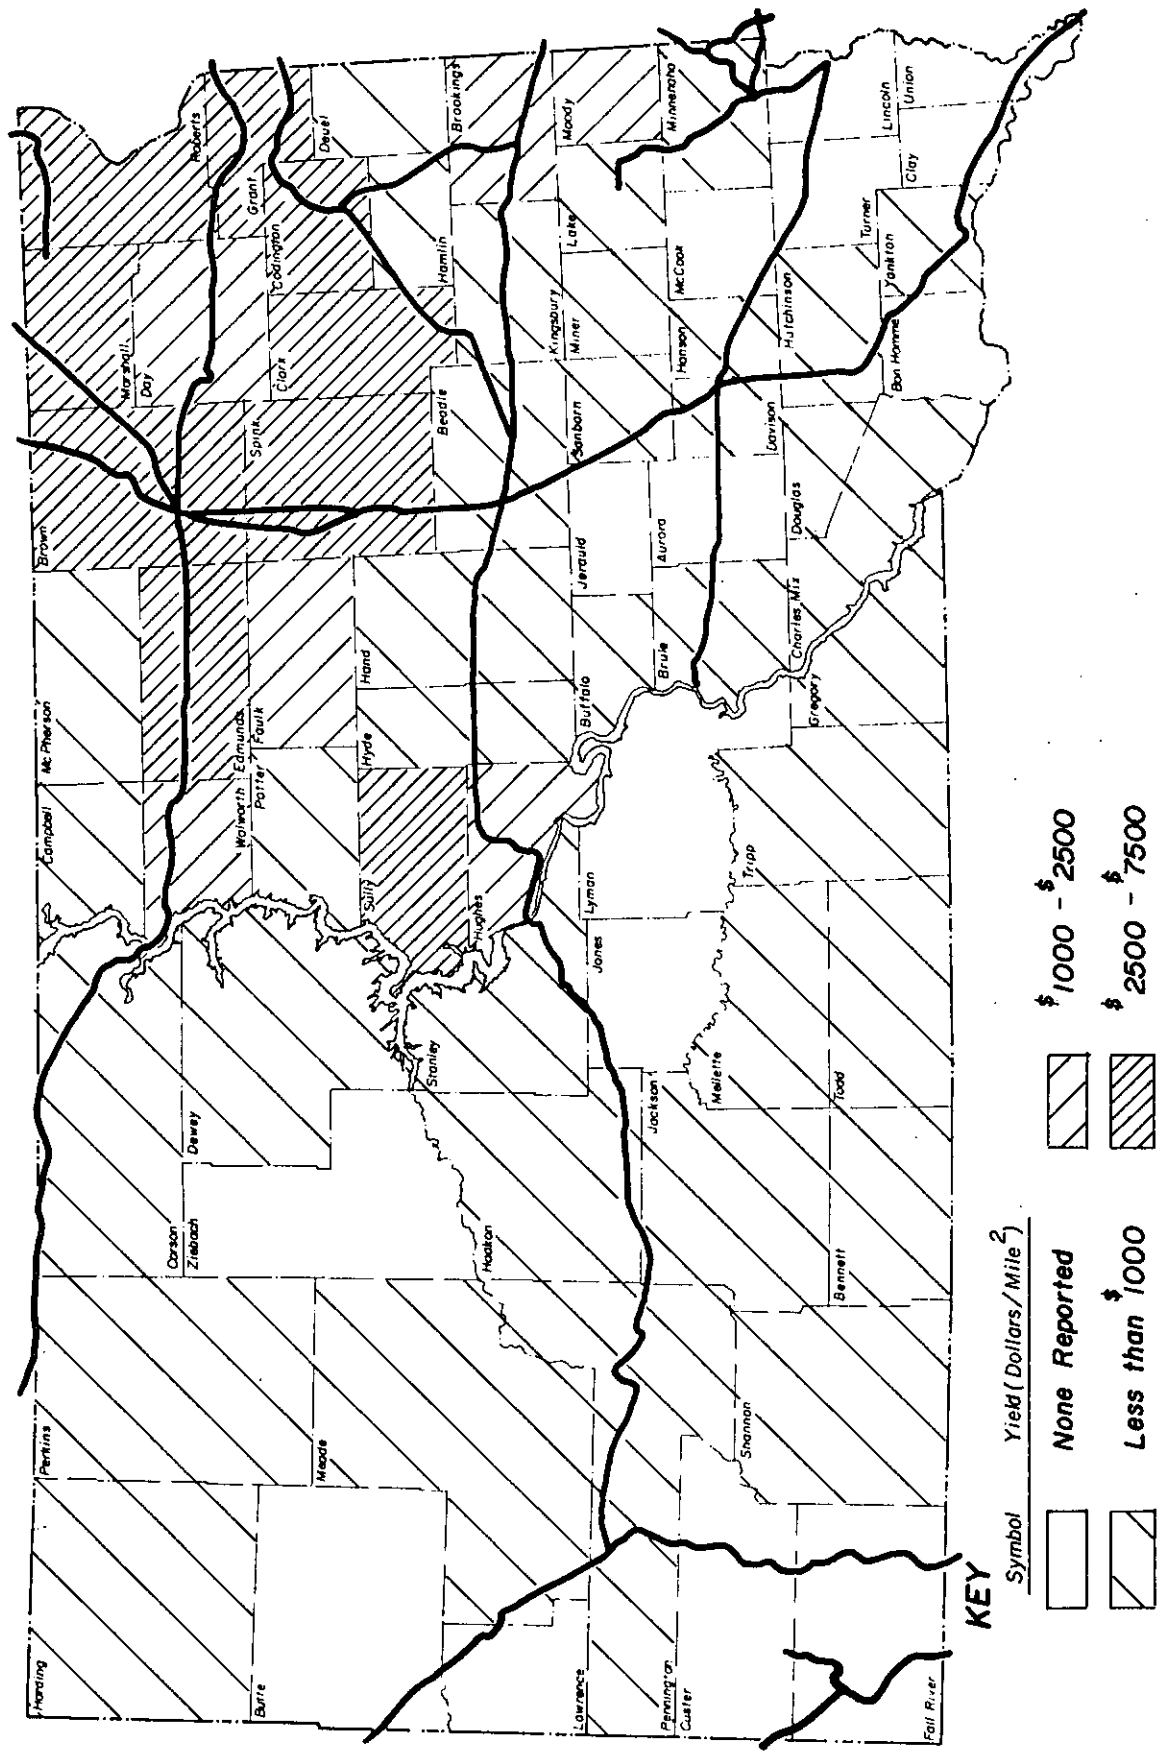 Harding
Perkins
Corson
Campbell
McPherson
Brown
Marshall
Roberts
Butte
Meade
Ziebach
Dewey
Walworth
Edmunds
Day
Grant
Potter
Faulk
Spink
Clark
Codington
Deuel
Haakon
Stanley
Sully
Hyde
Hand
Beadle
Hamlin
Brookings
Hughes
Lawrence
Jones
Lyman
Buffalo
Jerauld
Sanborn
Kingsbury
Miner
Lake
Moody
Pennington
Custer
Jackson
Mellette
Brule
Aurora
Hanson
McCook
Minnehaha
Shannon
Tripp
Davison
Hutchinson
Turner
Lincoln
Bennett
Todd
Gregory
Charles Mix
Douglas
Bon Homme
Yankton
Clay
Union
Fall River
KEY
Symbol Yield (Dollars/Mile²)
None Reported
$1000 - $2500
Less than $1000
$2500 - $7500